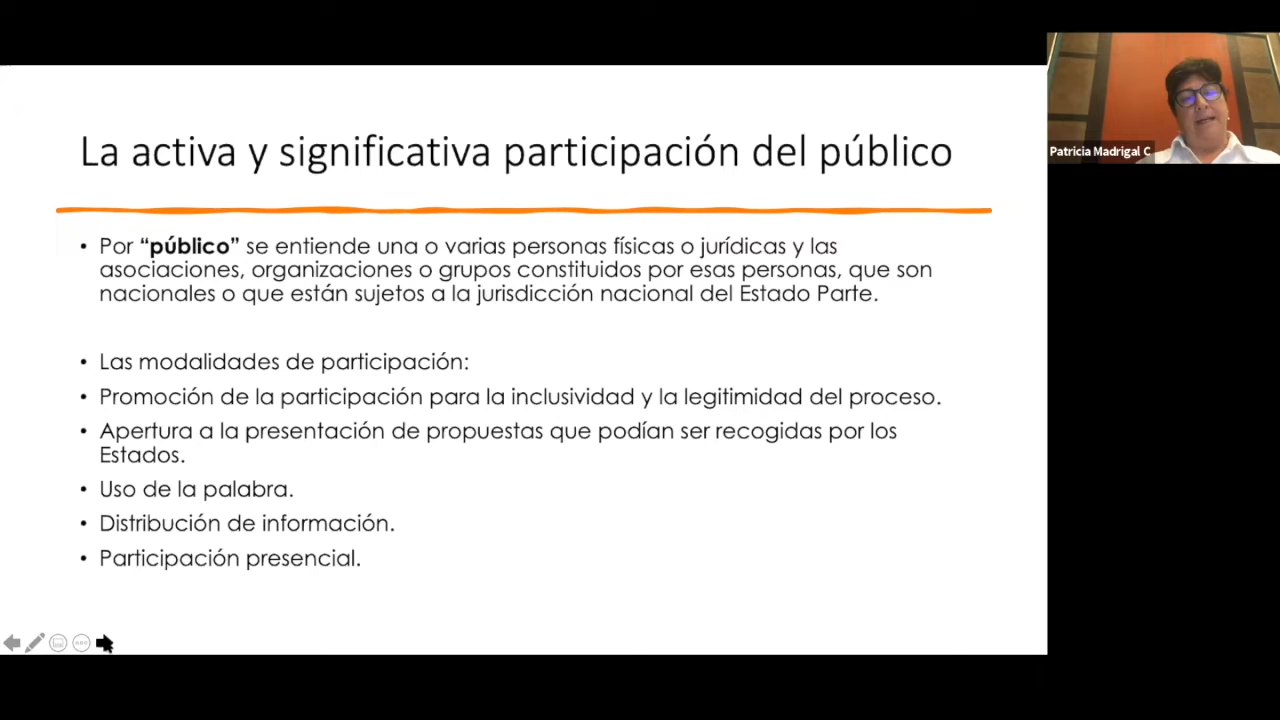 La activa y significativa participación del público
• Por “público” se entiende una o varias personas físicas o jurídicas y las
asociaciones, organizaciones o grupos constituidos por esas personas, que son
nacionales o que están sujetos a la jurisdicción nacional del Estado Parte.
• Las modalidades de participación:
• Promoción de la participación para la inclusividad y la legitimidad del proceso.
• Apertura a la presentación de propuestas que podían ser recogidas por los
Estados.
• Uso de la palabra.
• Distribución de información.
• Participación presencial.
Patricia Madrigal C